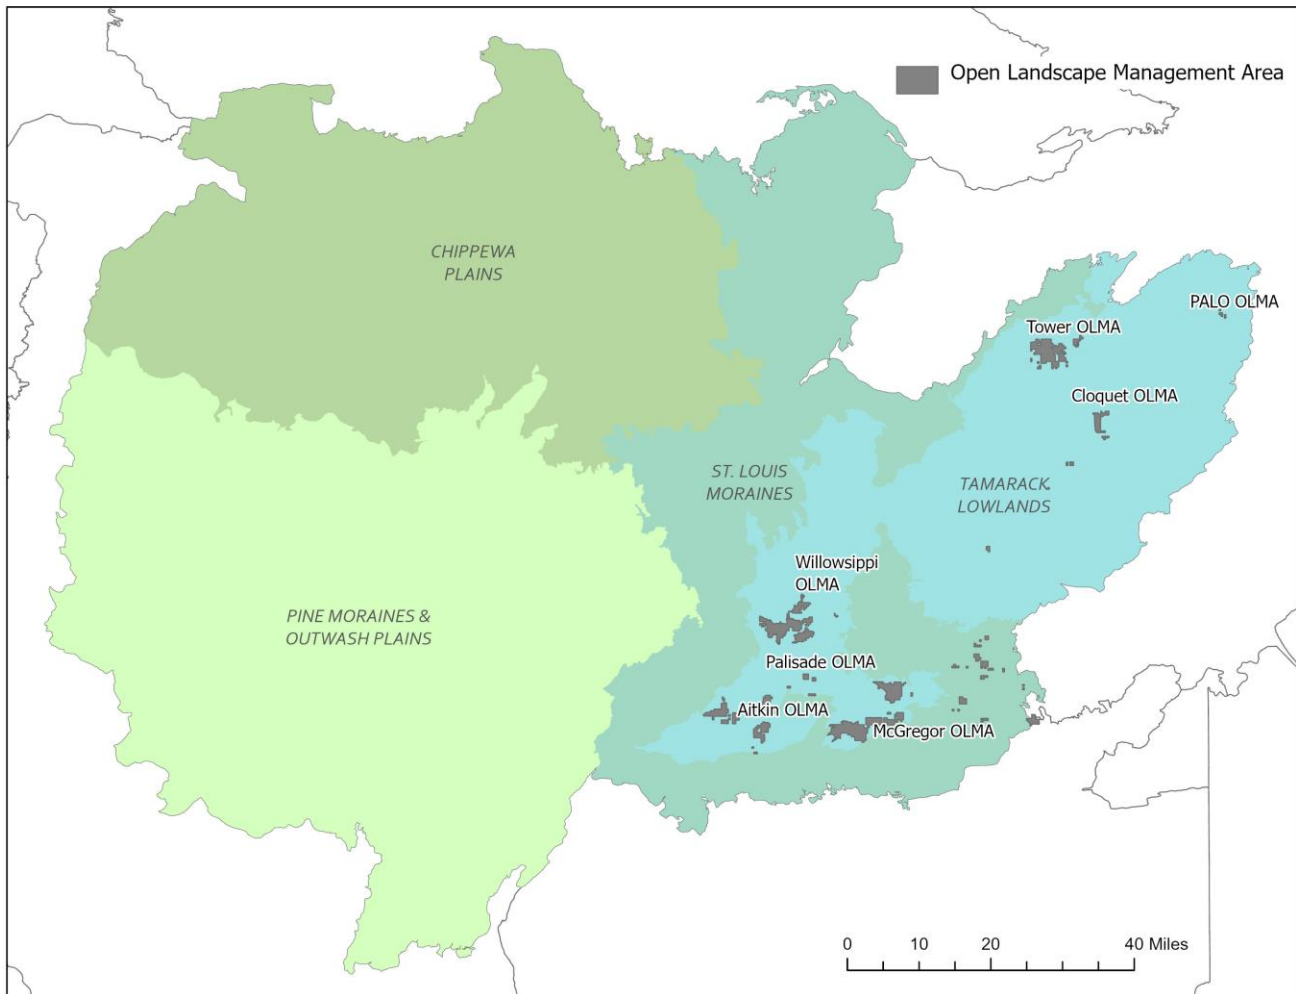 Open Landscape Management Area
CHIPPEWA
PLAINS
PALO OLMA
Tower OLMA
Cloquet OLMA
ST. LOUIS
MORAINES
TAMARACK
LOWLANDS
Willowsippi
OLMA
PINE MORAINES &
OUTWASH PLAINS
Palisade OLMA
Aitkin OLMA
McGregor OLMA
0 10 20 40 Miles